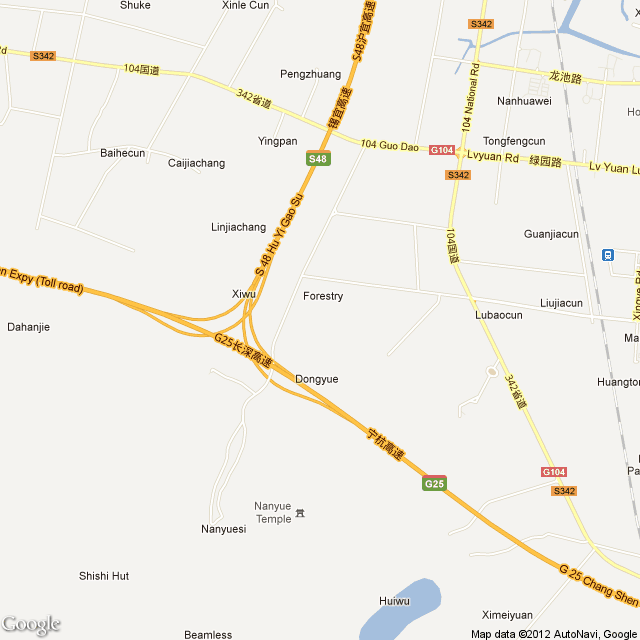 Shuke
Xinle Cun
S48沪宜高速
S342
S342
Rd
104国道
龙池路
Pengzhuang
342省道
锡宜高速
104 National Rd
Nanhuawei
Yingpan
104 Guo Dao
Tongfengcun
Baihecun
G104
Lvyuan Rd
绿园路
Lv Yuan Lu
Caijiachang
S48
S342
S 48 Hu Yi Gao Su
Linjiachang
104国道
Guanjiacun
Expy (Toll road)
Xiwu
Forestry
Liujiacun
Xingye Rd
Lubaocun
Dahanjie
G25长深高速
Ma
Dongyue
342省道
Huangto
宁杭高速
G104
G25
S342
Pa
Nanyue
Temple
Nanyuesi
G 25 Chang Shen
Shishi Hut
Huiwu
Ximeiyuan
Google
Beamless
Map data ©2012 AutoNavi, Google